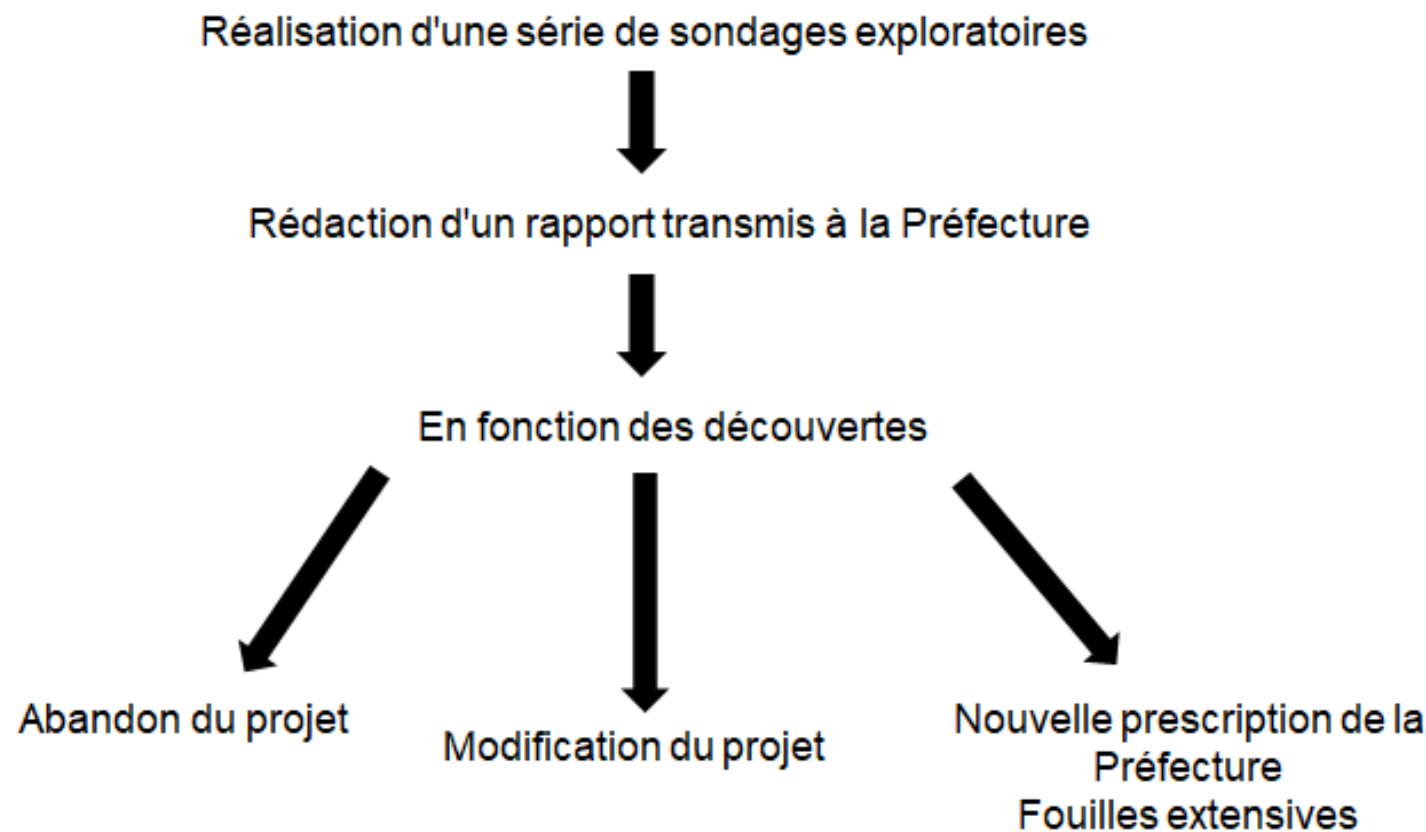 Réalisation d'une série de sondages exploratoires
Rédaction d'un rapport transmis à la Préfecture
En fonction des découvertes
Abandon du projet
Modification du projet
Nouvelle prescription de la
Préfecture
Fouilles extensives